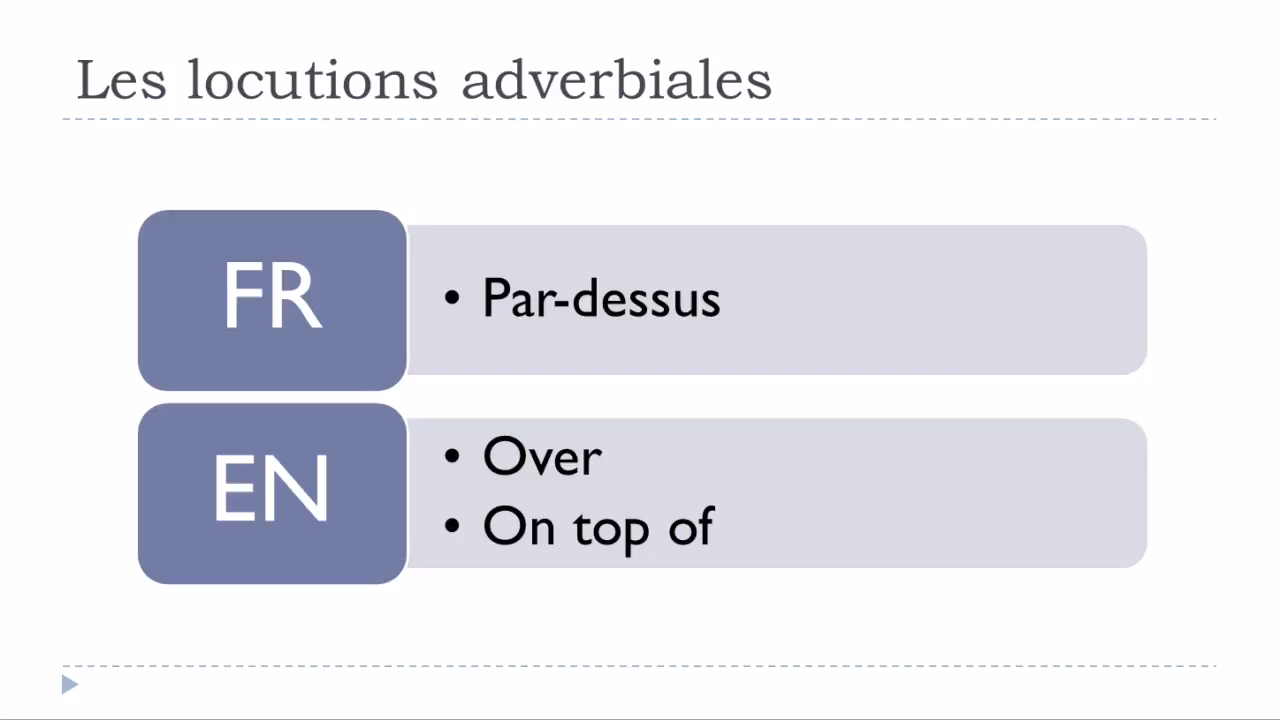 Les locutions adverbiales
FR
• Par-dessus
EN
• Over
• On top of